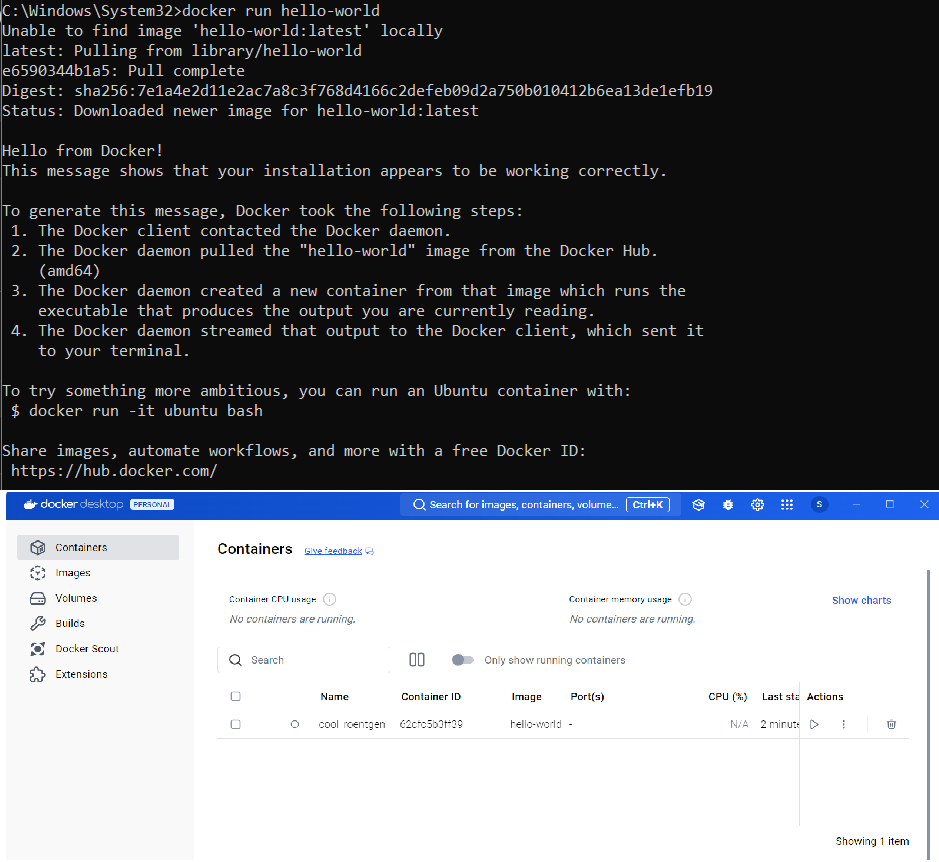 C:\Windows\System32>docker run hello-world
Unable to find image 'hello-world:latest' locally
latest: Pulling from library/hello-world
e6590344b1a5: Pull complete
Digest: sha256:7e1a4e2d11e2ac7a8c3f768d4166c2defeb09d2a750b010412b6ea13de1efb19
Status: Downloaded newer image for hello-world:latest

Hello from Docker!
This message shows that your installation appears to be working correctly.

To generate this message, Docker took the following steps:
1. The Docker client contacted the Docker daemon.
2. The Docker daemon pulled the "hello-world" image from the Docker Hub.
(amd64)
3. The Docker daemon created a new container from that image which runs the
executable that produces the output you are currently reading.
4. The Docker daemon streamed that output to the Docker client, which sent it
to your terminal.

To try something more ambitious, you can run an Ubuntu container with:
$ docker run -it ubuntu bash

Share images, automate workflows, and more with a free Docker ID:
https://hub.docker.com/
docker desktop PERSONAL Search for images, containers, volume... Ctrl+K S
Containers
Images
Volumes
Builds
Docker Scout
Extensions
Containers Give feedback
Container CPU usage Container memory usage Show charts
No containers are running. No containers are running.
Search Only show running containers
Name Container ID Image Port(s) CPU (%) Last sta Actions
cool_roentgen 62cfc5b3ff39 hello-world - N/A 2 minute
Showing 1 item